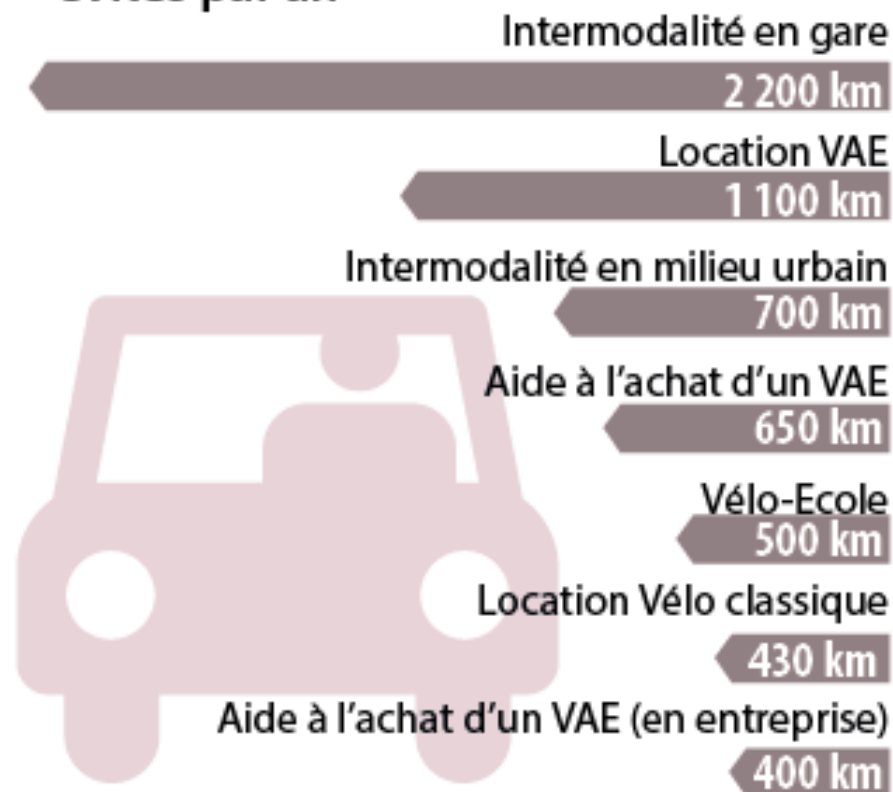 Intermodalité en gare
2 200 km
Location VAE
1 100 km
Intermodalité en milieu urbain
700 km
Aide à l’achat d’un VAE
650 km
Vélo-Ecole
500 km
Location Vélo classique
430 km
Aide à l’achat d’un VAE (en entreprise)
400 km